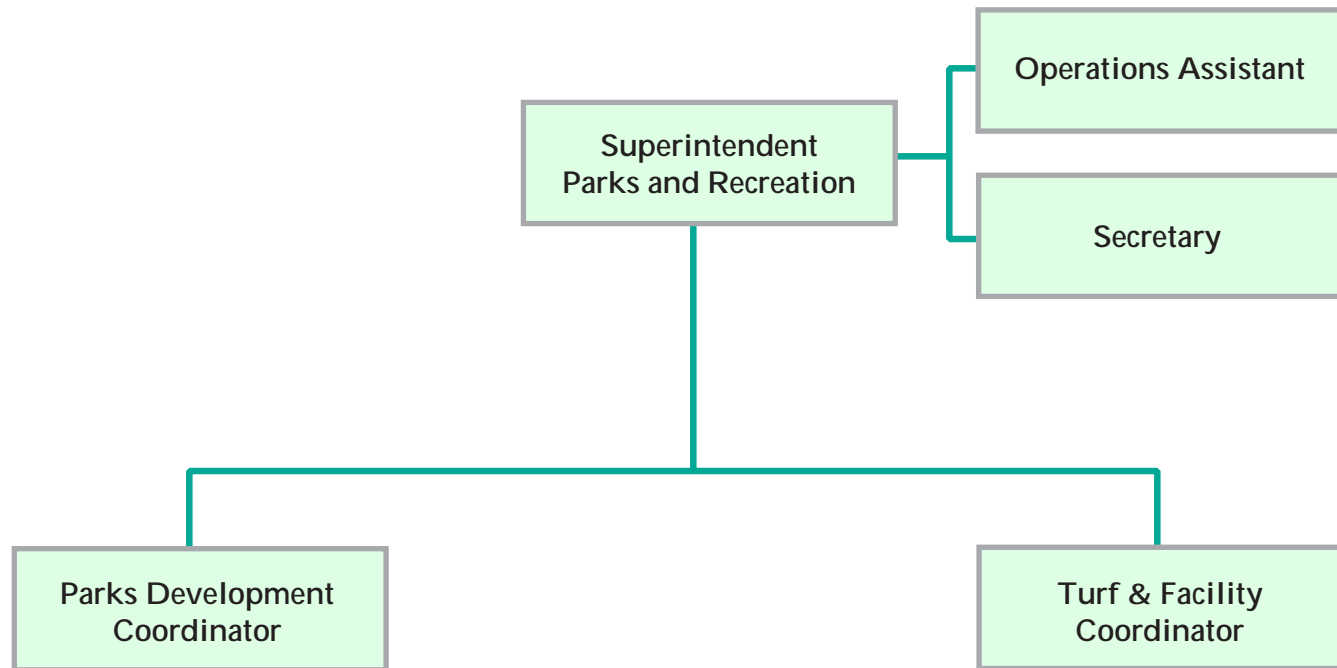 Operations Assistant
Superintendent
Parks and Recreation
Secretary
Parks Development
Coordinator
Turf & Facility
Coordinator